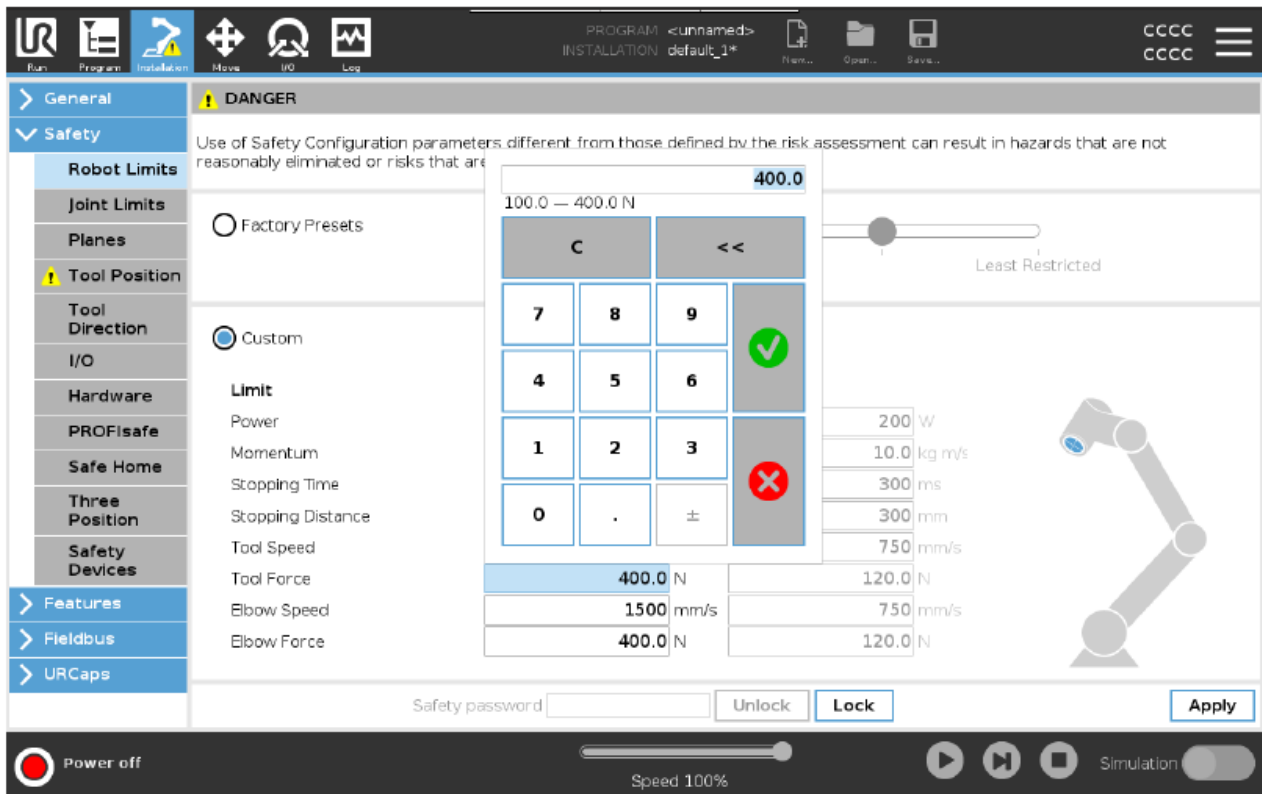 PROGRAM <unnamed>
INSTALLATION default_1*
UR
Run
Program
Installation
Move
I/O
Log
New...
Open...
Save...
CCCC
CCCC
General
Safety
Robot Limits
Joint Limits
Planes
Tool Position
Tool
Direction
I/O
Hardware
PROFIsafe
Safe Home
Three
Position
Safety
Devices
Features
Fieldbus
URCaps
DANGER
Use of Safety Configuration parameters different from those defined by the risk assessment can result in hazards that are not
reasonably eliminated or risks that are
Factory Presets
Least Restricted
400.0
100.0 — 400.0 N
C <<
7 8 9
4 5 6
1 2 3
0 . ±
Custom
Limit
Power 200 W
Momentum 10.0 kg m/s
Stopping Time 300 ms
Stopping Distance 300 mm
Tool Speed 750 mm/s
Tool Force 400.0 N 120.0 N
Elbow Speed 1500 mm/s 750 mm/s
Elbow Force 400.0 N 120.0 N
Safety password Unlock Lock Apply
Power off
Speed 100%
Simulation